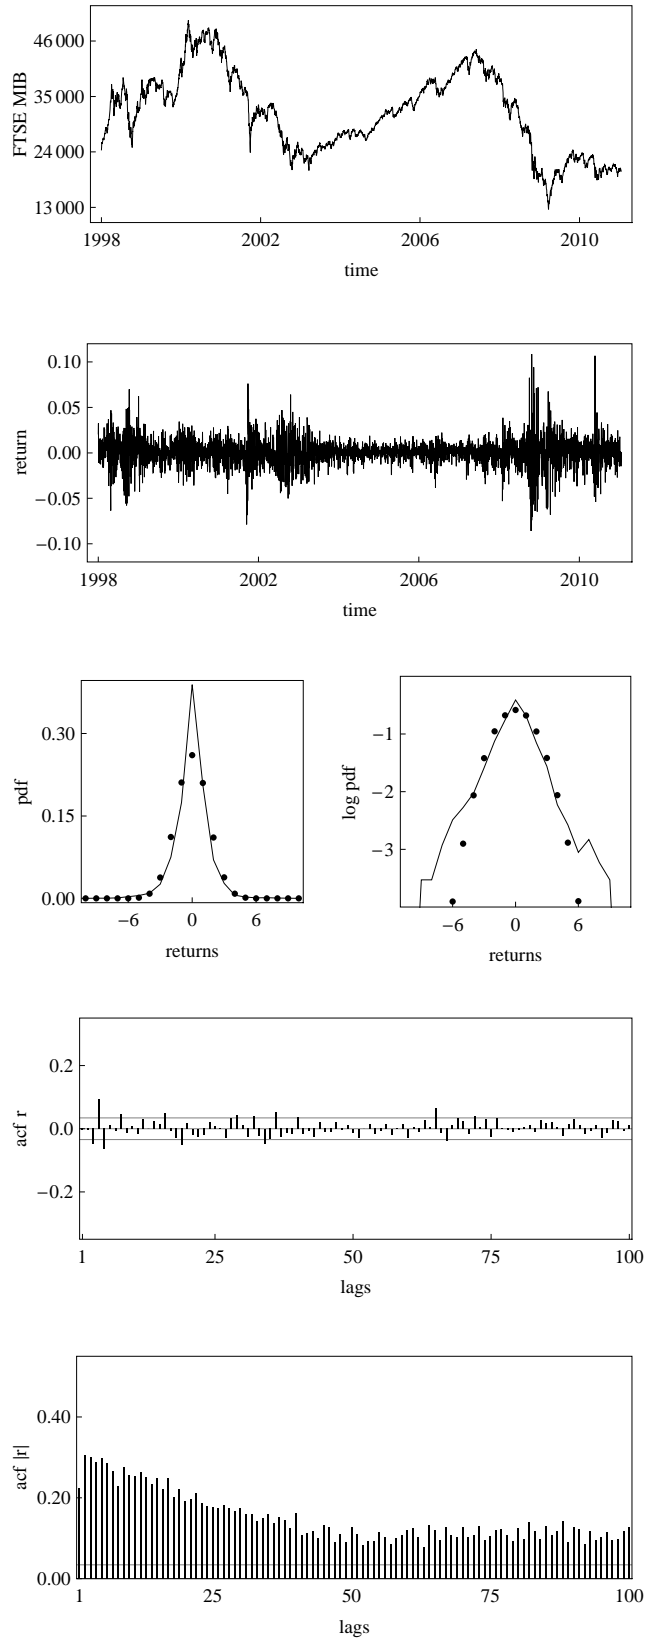 46 000
35 000
24 000
13 000
FTSE MIB
1998 2002 2006 2010
time
0.10
0.05
0.00
−0.05
−0.10
return
1998 2002 2006 2010
time
0.30
0.15
0.00
pdf
−6 0 6
returns
−1
−2
−3
log pdf
−6 0 6
returns
0.2
0.0
−0.2
acf r
1 25 50 75 100
lags
0.40
0.20
0.00
acf |r|
1 25 50 75 100
lags